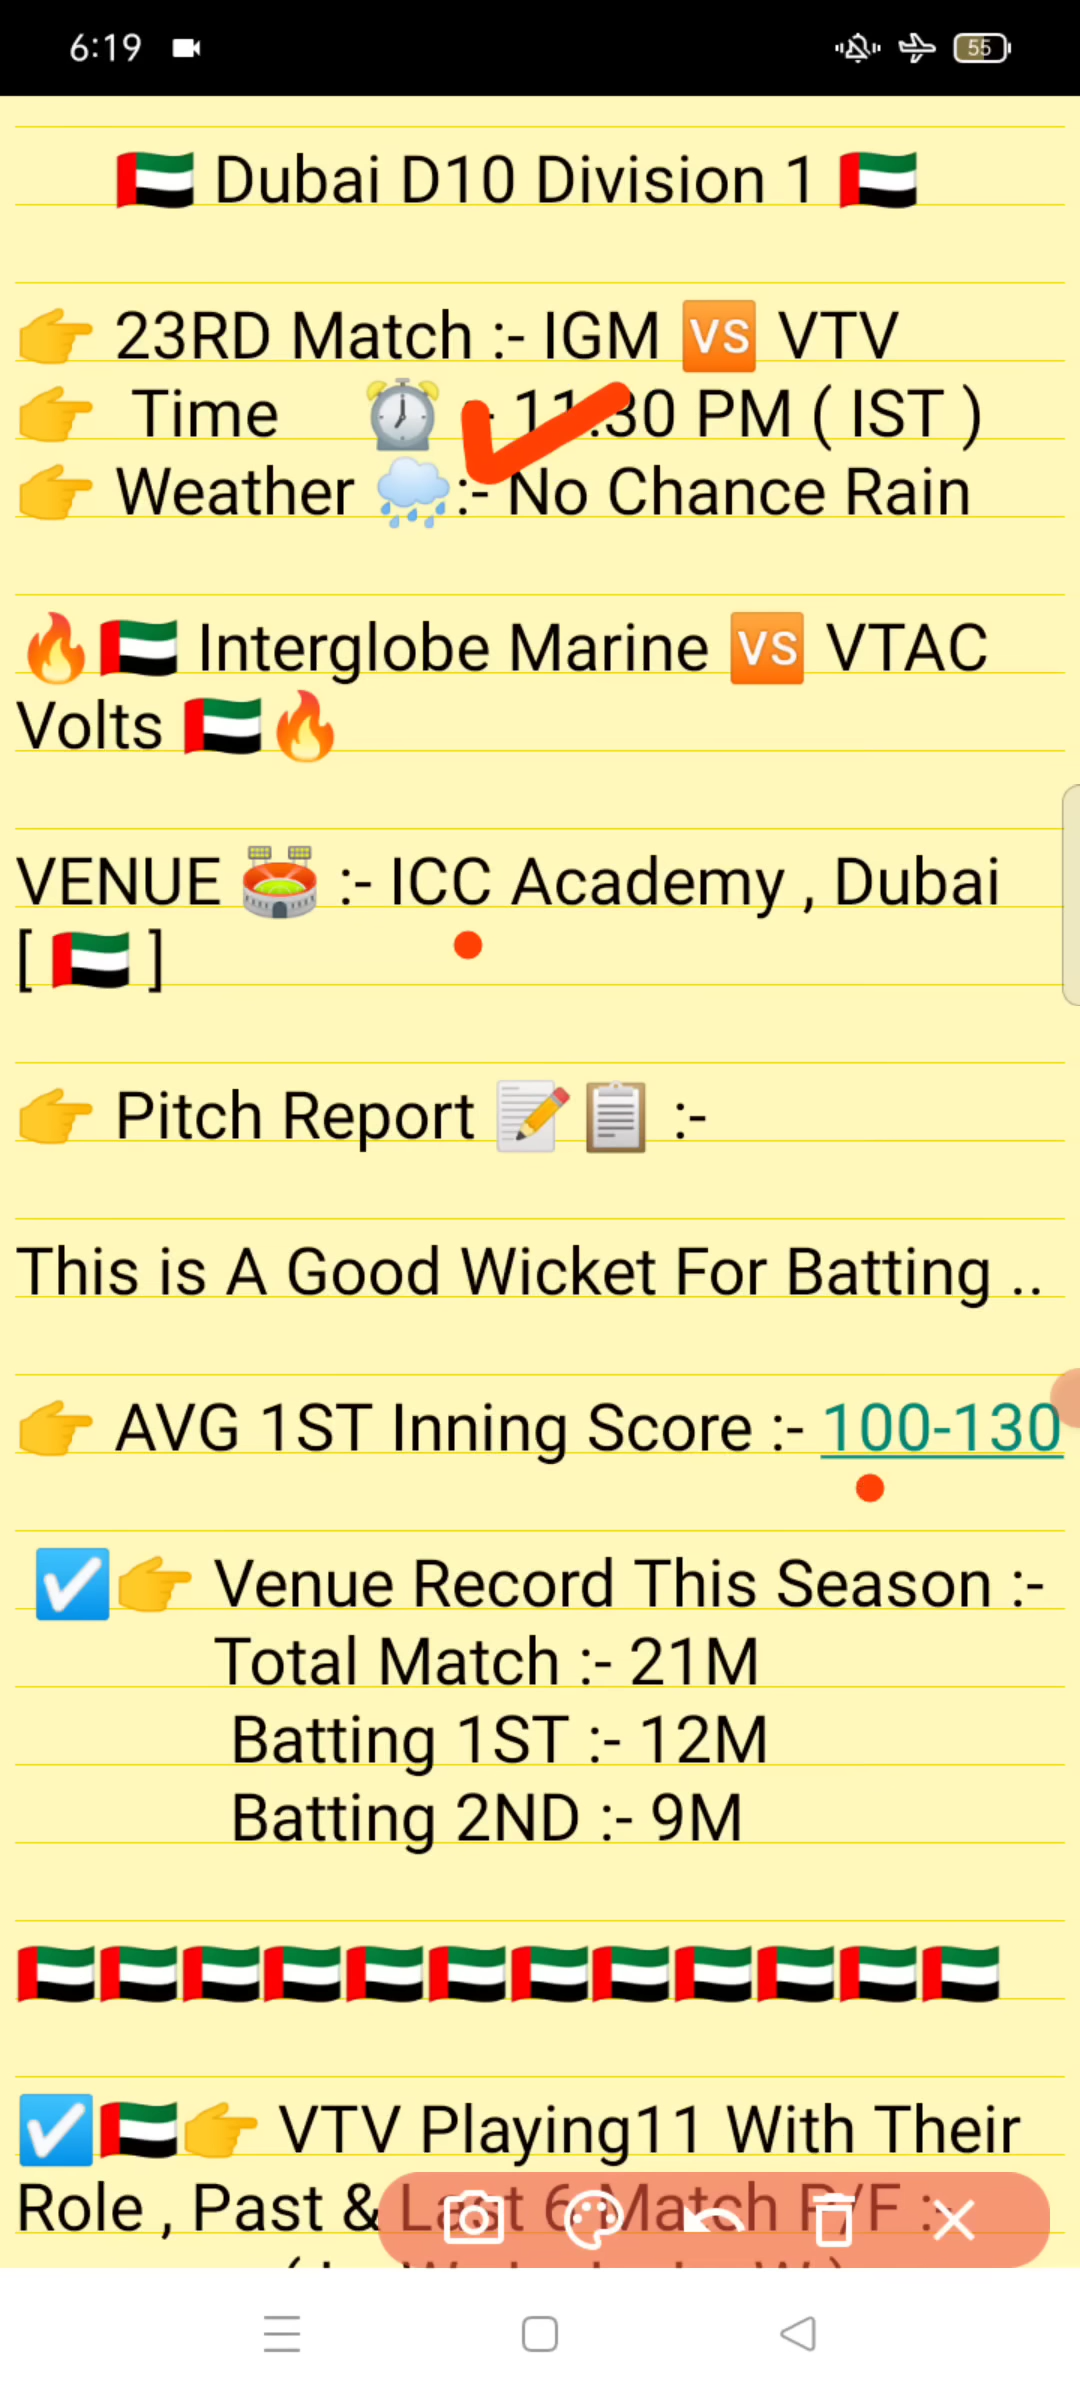 6:19 55
🇦🇪 Dubai D10 Division 1 🇦🇪
👉 23RD Match :- IGM 🆚 VTV
👉 Time ⏰ :- 11.30 PM ( IST )
👉 Weather 🌧️:- No Chance Rain
🔥🇦🇪 Interglobe Marine 🆚 VTAC
Volts 🇦🇪🔥
VENUE 🏟️ :- ICC Academy , Dubai
[ 🇦🇪 ]
👉 Pitch Report 📝📋 :-
This is A Good Wicket For Batting ..
👉 AVG 1ST Inning Score :- 100-130
☑️👉 Venue Record This Season :-
Total Match :- 21M
Batting 1ST :- 12M
Batting 2ND :- 9M
🇦🇪🇦🇪🇦🇪🇦🇪🇦🇪🇦🇪🇦🇪🇦🇪🇦🇪🇦🇪🇦🇪🇦🇪
☑️🇦🇪👉 VTV Playing11 With Their
Role , Past & Last 6 Match P/F :-